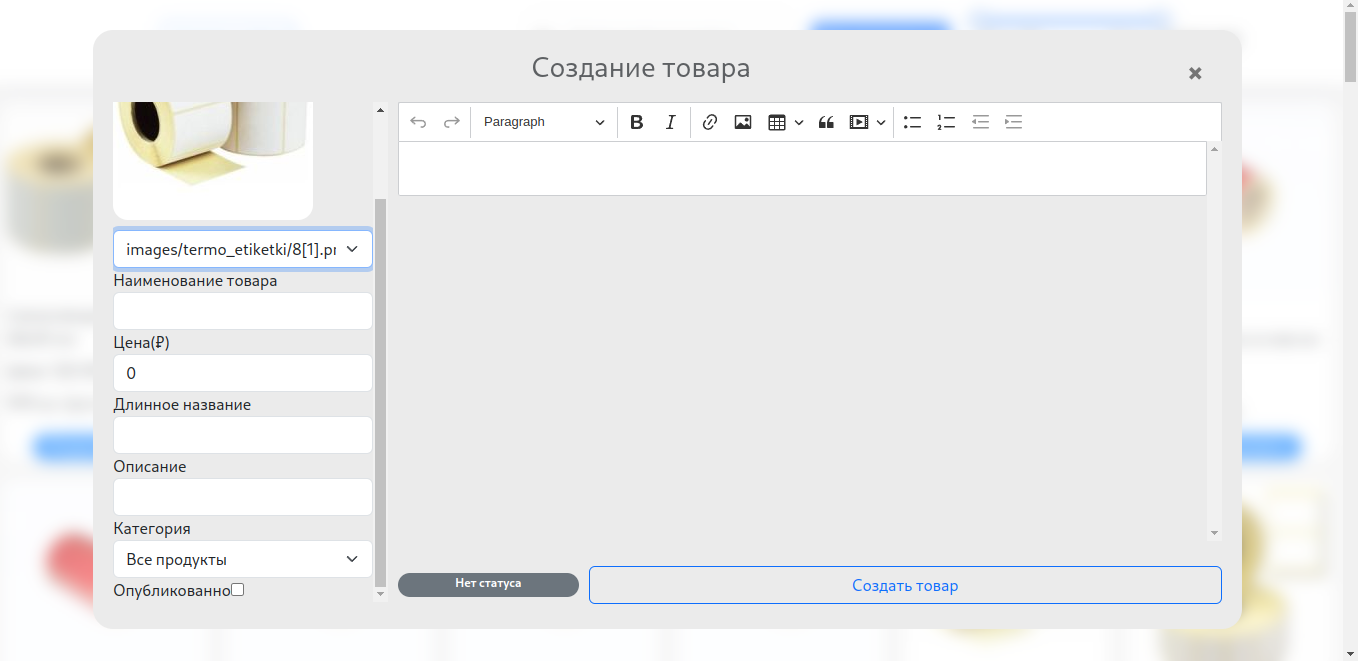 Создание товара
Paragraph
images/termo_etiketki/8[1].pr
Наименование товара
Цена(₽)
0
Длинное название
Описание
Категория
Все продукты
Опубликованно
Нет статуса
Создать товар